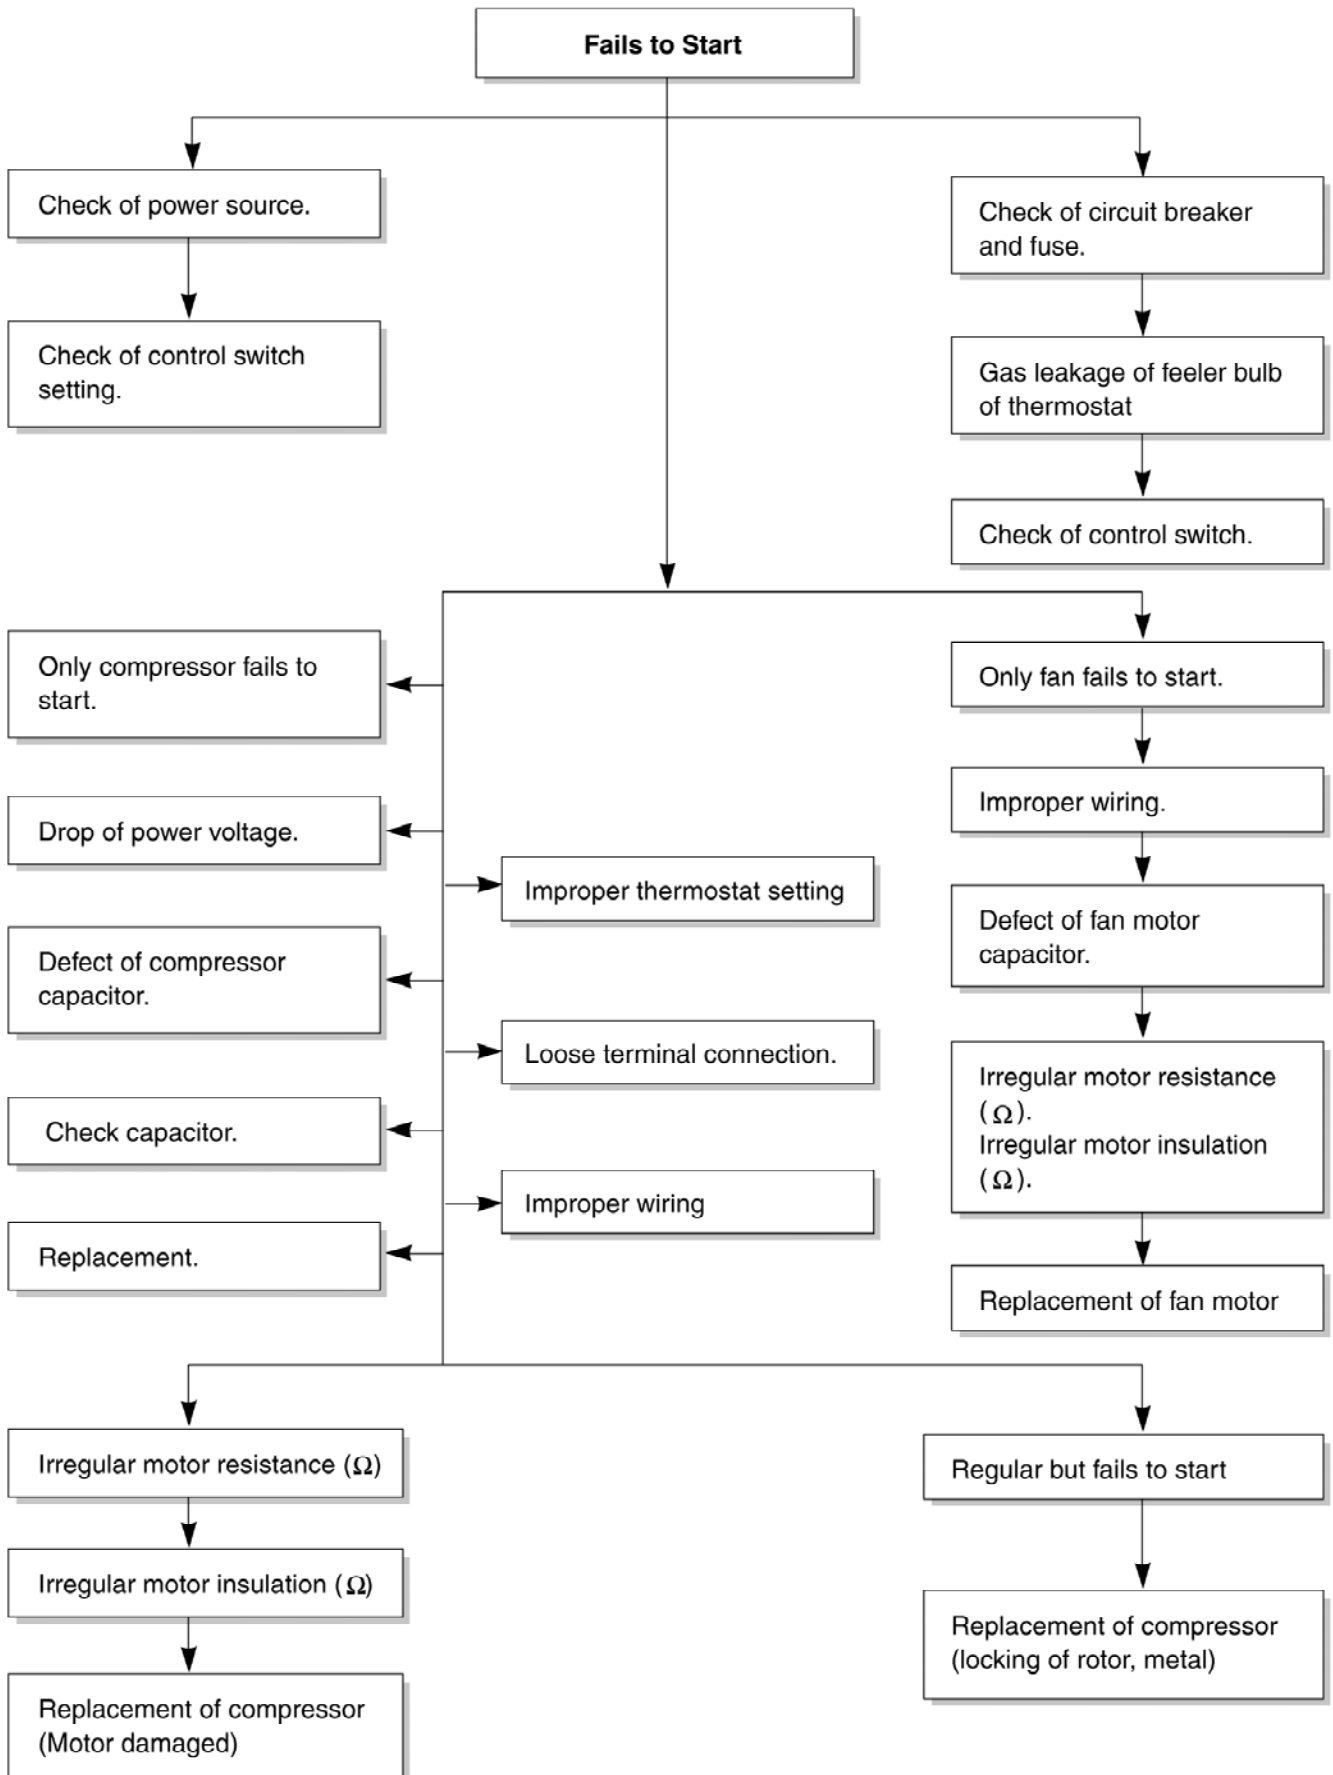 Fails to Start
Check of power source.
Check of circuit breaker
and fuse.
Check of control switch
setting.
Gas leakage of feeler bulb
of thermostat
Check of control switch.
Only compressor fails to
start.
Only fan fails to start.
Drop of power voltage.
Improper wiring.
Improper thermostat setting
Defect of compressor
capacitor.
Defect of fan motor
capacitor.
Loose terminal connection.
Irregular motor resistance
(Ω).
Irregular motor insulation
(Ω).
Check capacitor.
Improper wiring
Replacement.
Replacement of fan motor
Irregular motor resistance (Ω)
Regular but fails to start
Irregular motor insulation (Ω)
Replacement of compressor
(locking of rotor, metal)
Replacement of compressor
(Motor damaged)